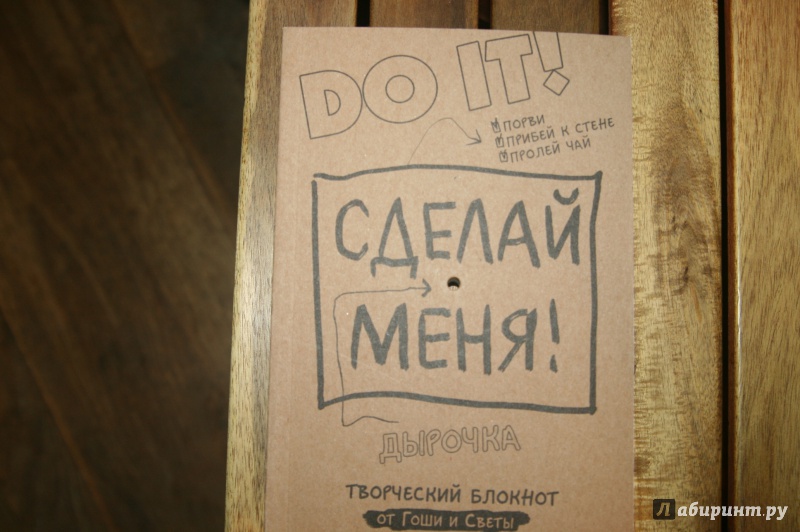 DO IT!
ПОРВИ
ПРИБЕЙ К СТЕНЕ
ПРОЛЕЙ ЧАЙ
СДЕЛАЙ
МЕНЯ!
ДЫРОЧКА
ТВОРЧЕСКИЙ БЛОКНОТ
ОТ ГОШИ И СВЕТЫ
Лабиринт.ру